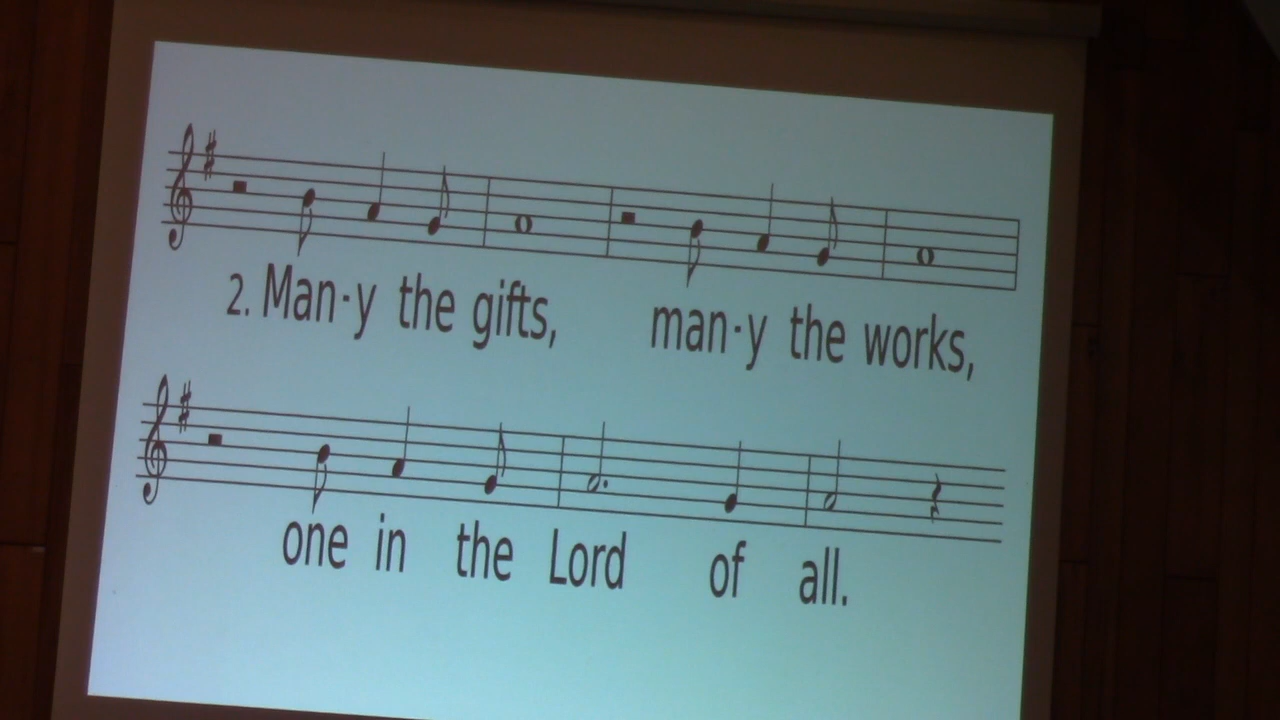 2. Man·y the gifts, man·y the works,
one in the Lord of all.